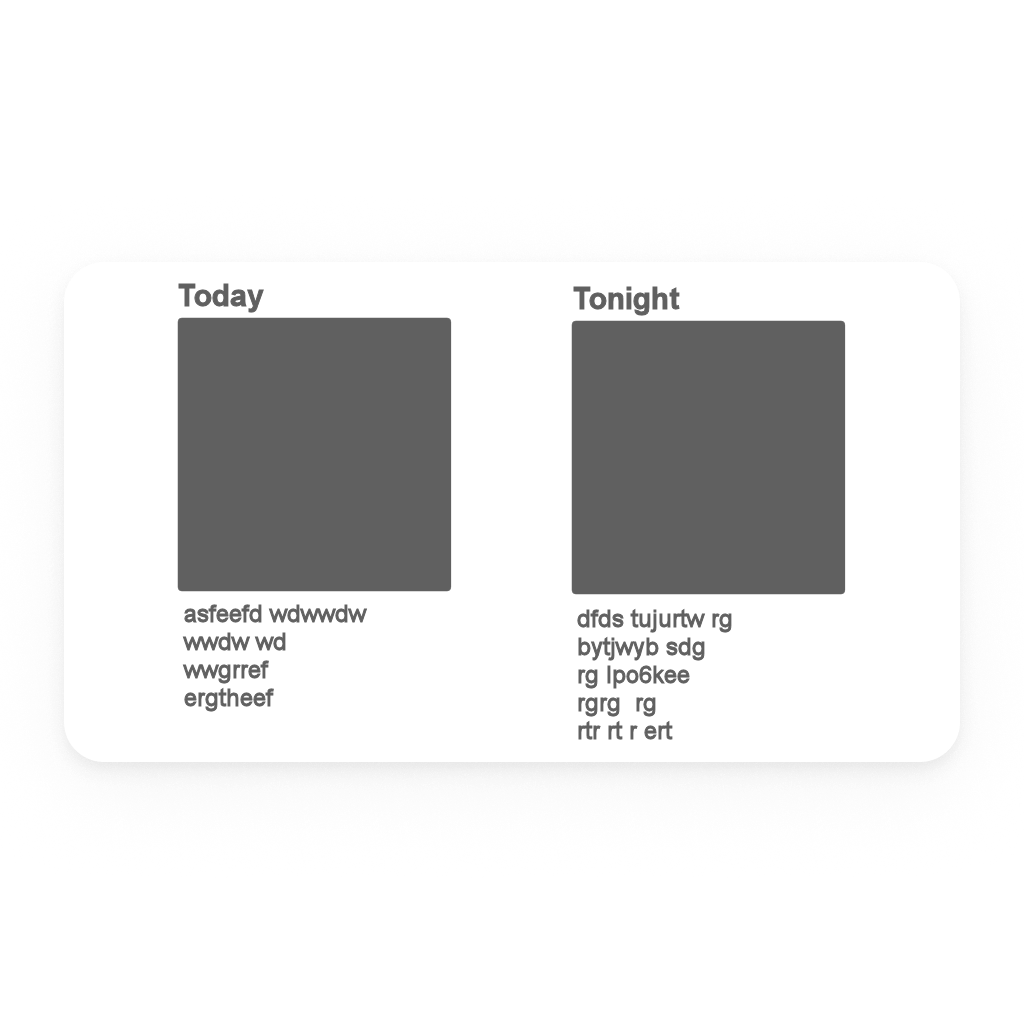 Today
asfeefd wdwwdw
wwdw wd
wwgrref
ergtheef
Tonight
dfds tujurtw rg
bytjwyb sdg
rg lpo6kee
rgrg  rg
rtr rt r ert